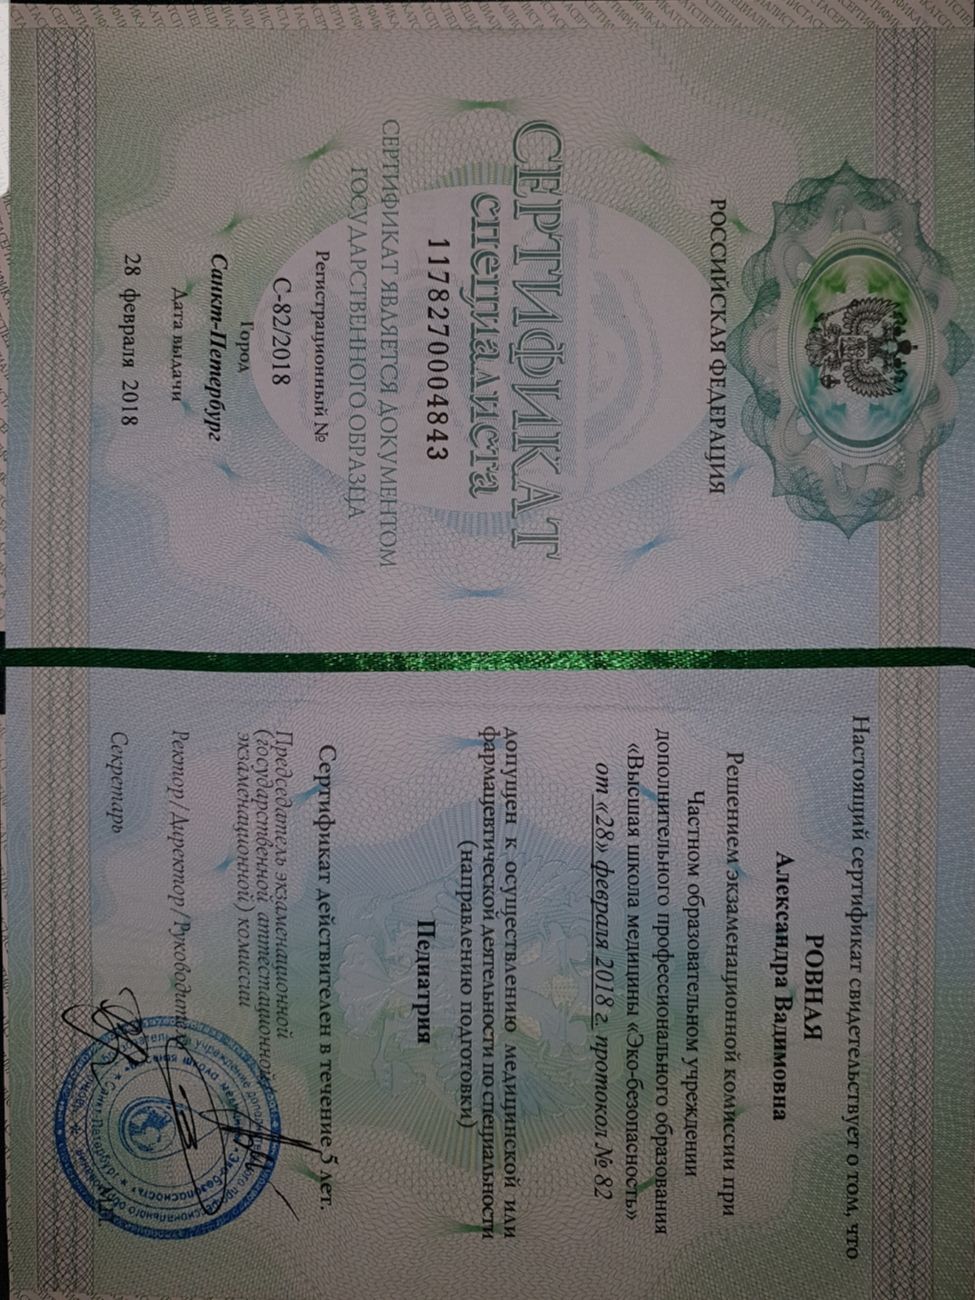 РОССИЙСКАЯ ФЕДЕРАЦИЯ
СЕРТИФИКАТ
специалиста
1178270004843
СЕРТИФИКАТ ЯВЛЯЕТСЯ ДОКУМЕНТОМ
ГОСУДАРСТВЕННОГО ОБРАЗЦА
Регистрационный №
С-82/2018
Город
Санкт-Петербург
Дата выдачи
28 февраля 2018
Настоящий сертификат свидетельствует о том, что
РОВНАЯ
Александра Вадимовна
Решением экзаменационной комиссии при
Частном образовательном учреждении
дополнительного профессионального образования
«Высшая школа медицины «Эко-безопасность»
от «28» февраля 2018 г. протокол № 82
допущен к осуществлению медицинской или
фармацевтической деятельности по специальности
(направлению подготовки)
Педиатрия
Сертификат действителен в течение 5 лет.
Председатель экзаменационной
(государственной аттестационной,
экзаменационной) комиссии
Ректор/Директор/Руководитель
Секретарь